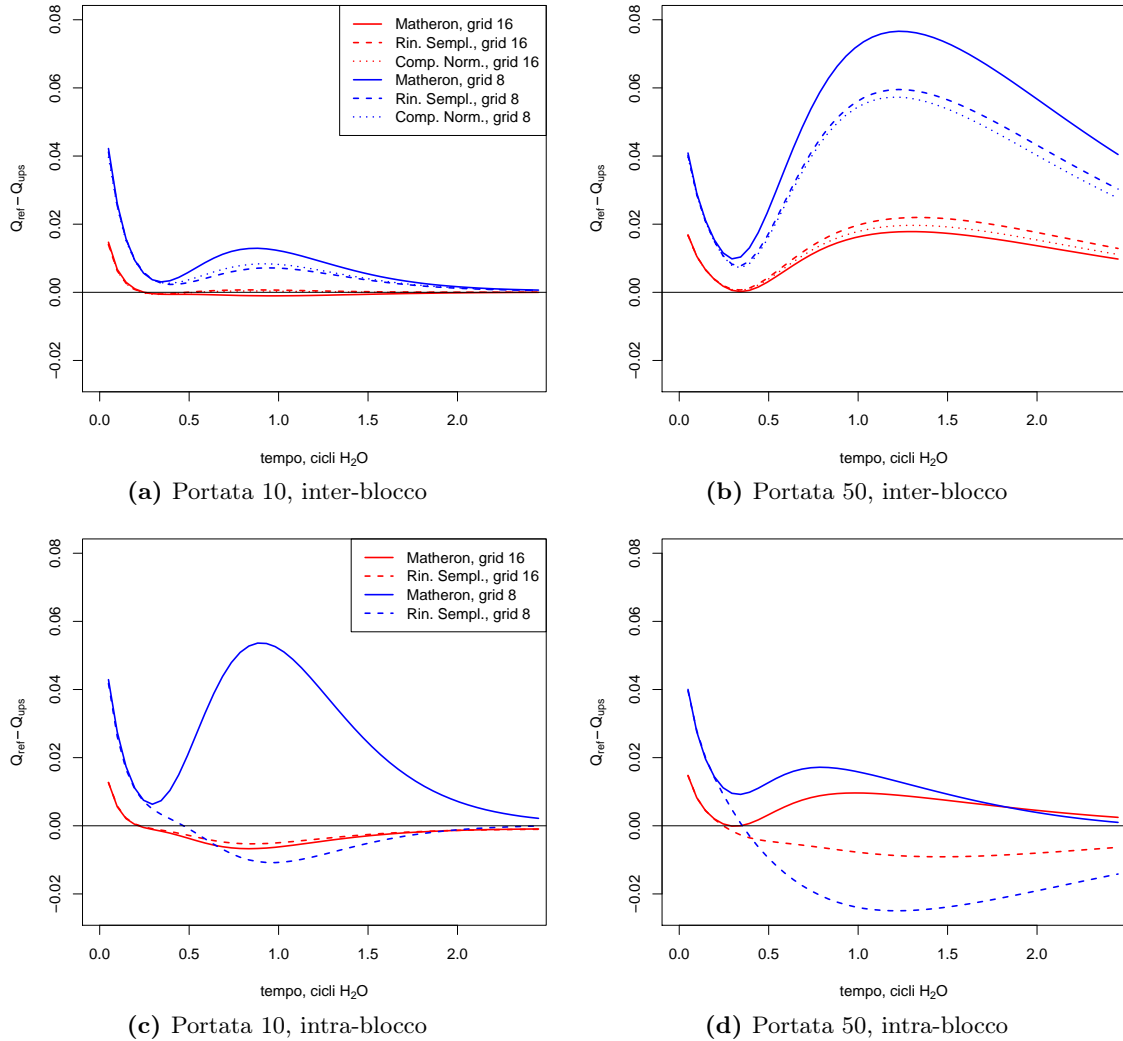 0.08
0.06
0.04
0.02
0.00
−0.02
Qref − Qups
Matheron, grid 16
Rin. Sempl., grid 16
Comp. Norm., grid 16
Matheron, grid 8
Rin. Sempl., grid 8
Comp. Norm., grid 8
0.0 0.5 1.0 1.5 2.0
tempo, cicli H₂O
(a) Portata 10, inter-blocco
0.08
0.06
0.04
0.02
0.00
−0.02
Qref − Qups
0.0 0.5 1.0 1.5 2.0
tempo, cicli H₂O
(b) Portata 50, inter-blocco
0.08
0.06
0.04
0.02
0.00
−0.02
Qref − Qups
Matheron, grid 16
Rin. Sempl., grid 16
Matheron, grid 8
Rin. Sempl., grid 8
0.0 0.5 1.0 1.5 2.0
tempo, cicli H₂O
(c) Portata 10, intra-blocco
0.08
0.06
0.04
0.02
0.00
−0.02
Qref − Qups
0.0 0.5 1.0 1.5 2.0
tempo, cicli H₂O
(d) Portata 50, intra-blocco